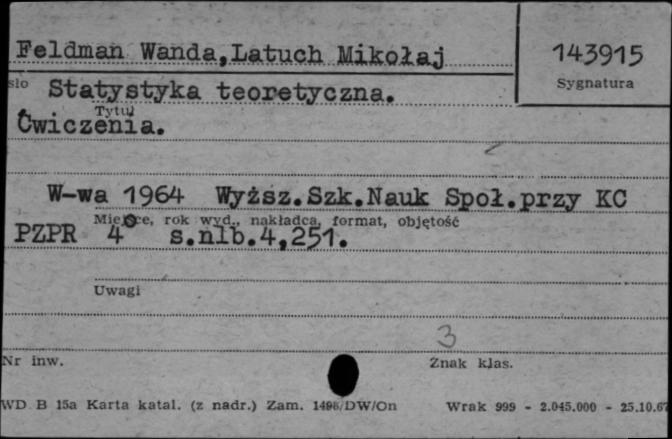 Feldman Wanda, Latuch Mikołaj
143915
Sygnatura
sło Statystyka teoretyczna.
Tytuł
Ćwiczenia.
W-wa 1964 Wyższ.Szk.Nauk Społ.przy KC
Miejsce, rok wyd., nakładca, format, objętość
PZPR 4° s.nlb.4,251.
Uwagi
3
Nr inw.
Znak klas.
WD B 15a Karta katal. (z nadr.) Zam. 1496/DW/On Wrak 999 - 2.045.000 - 25.10.67